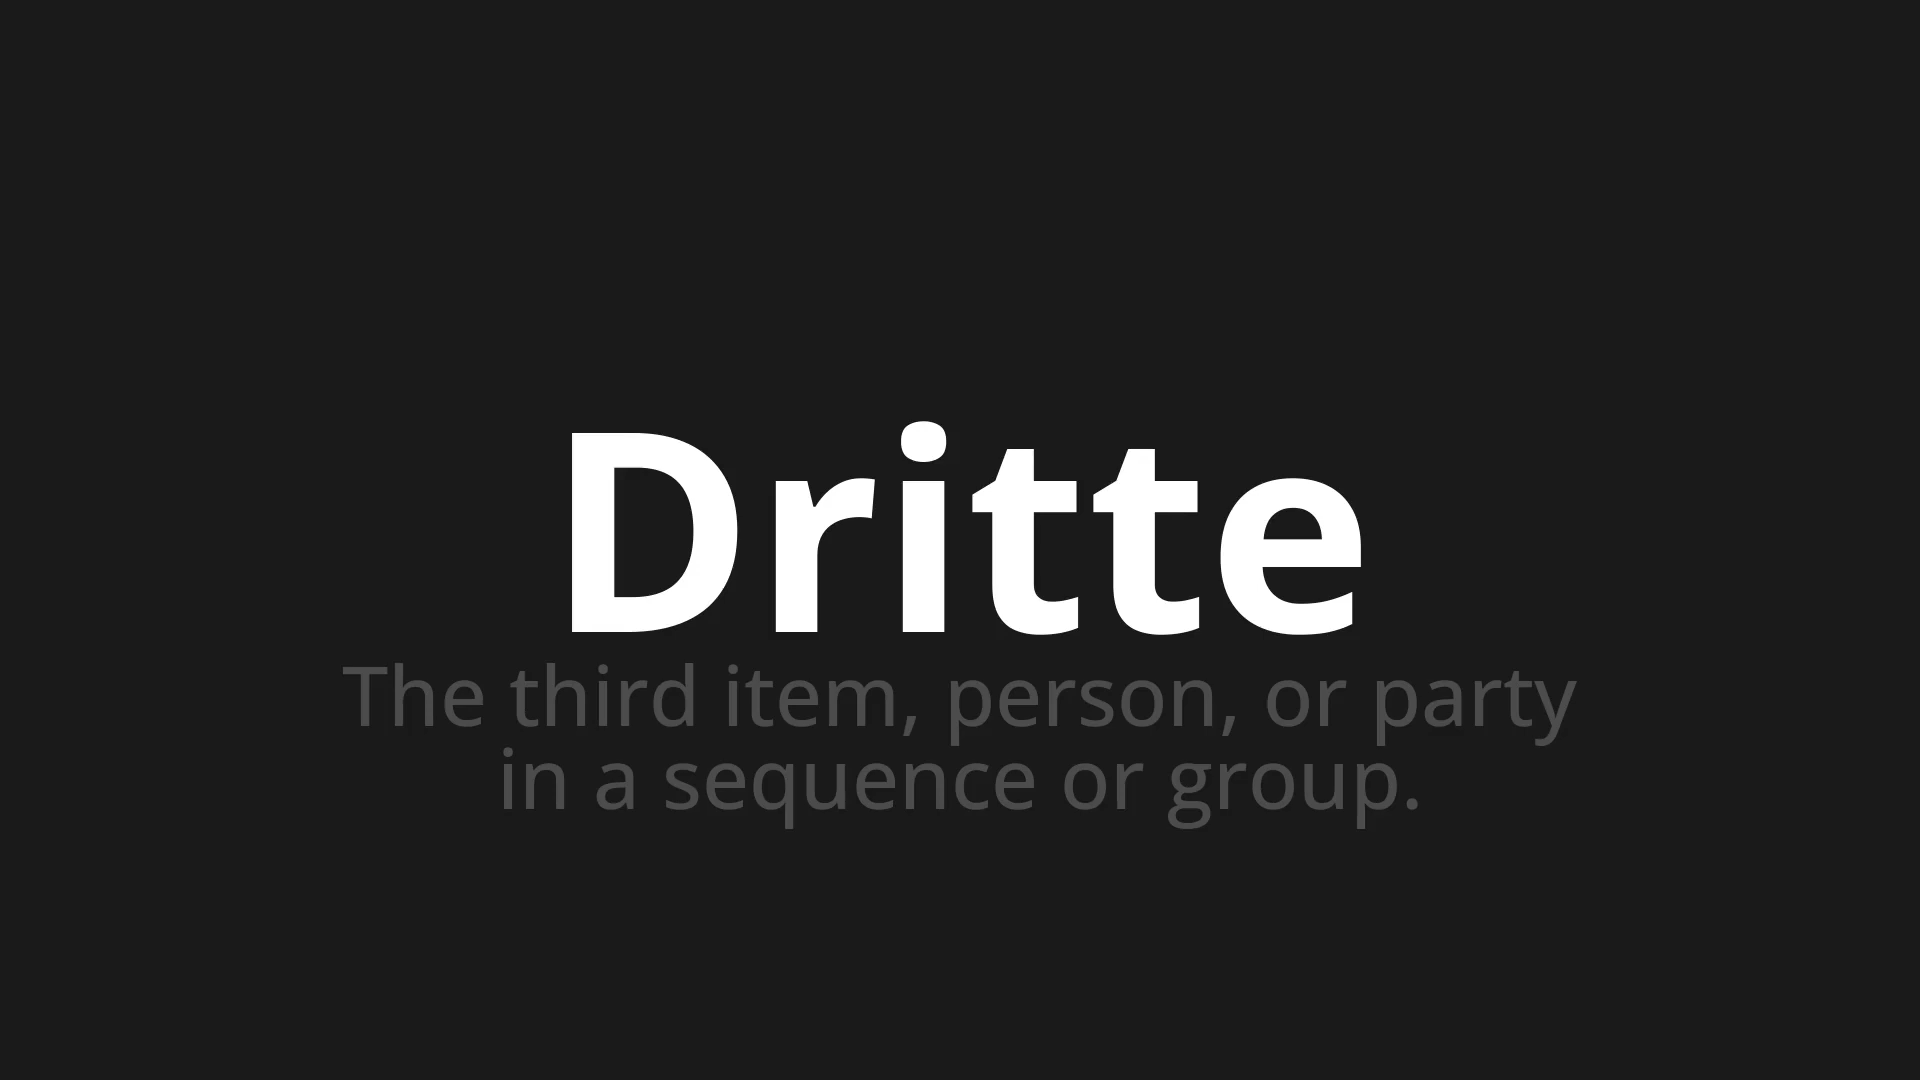 Dritte
The third item, person, or party
in a sequence or group.